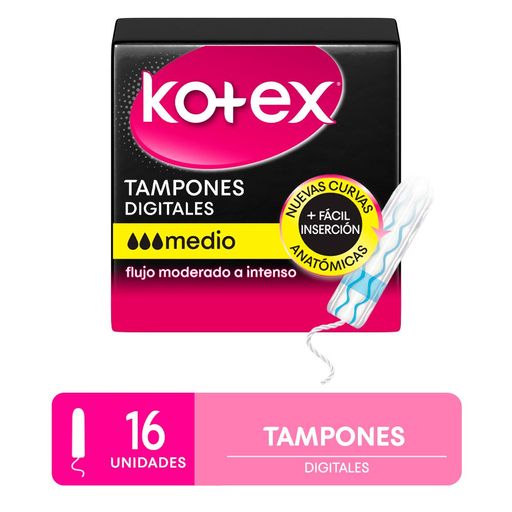 kotex
TAMPONES
DIGITALES
medio
flujo moderado a intenso
NUEVAS CURVAS
+ FÁCIL
INSERCIÓN
ANATÓMICAS
16
UNIDADES
TAMPONES
DIGITALES